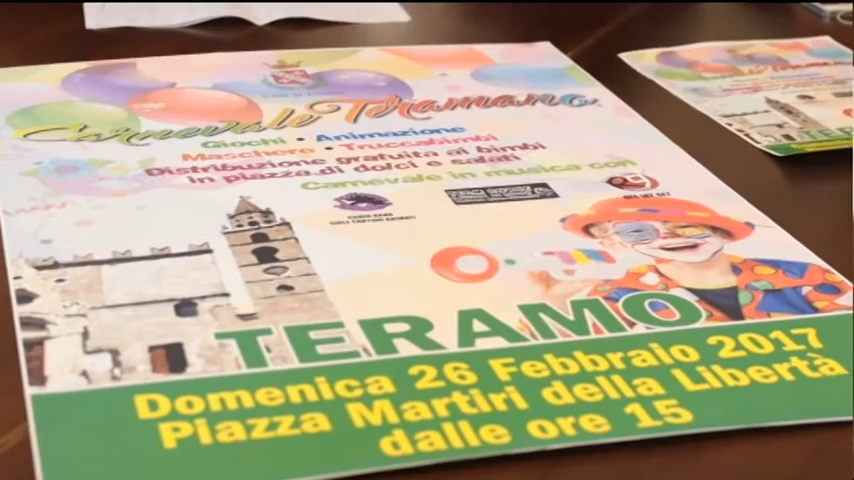 Carnevale Teramano
Giochi • Animazione
Maschere • Truccabimbi
Distribuzione gratuita ai bimbi
in Piazza di dolci e salati
Carnevale in musica con
TERAMO
Domenica 26 Febbraio 2017
Piazza Martiri della Libertà
dalle ore 15